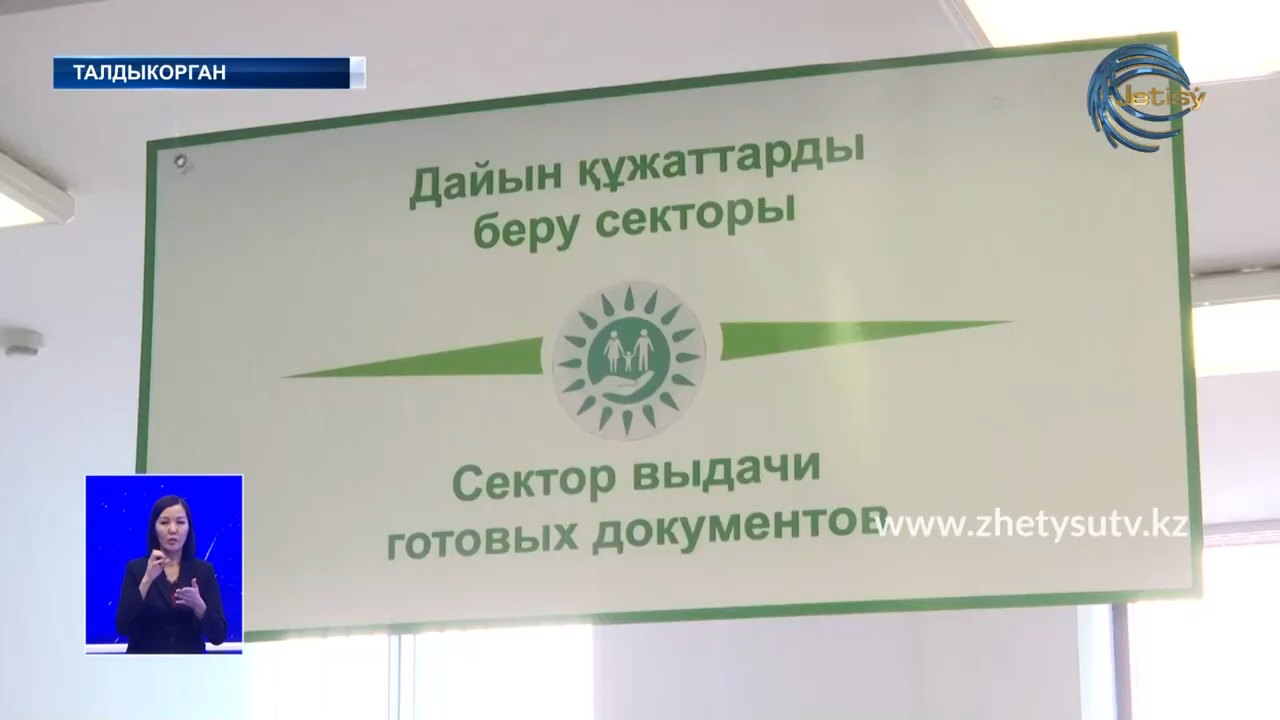 ТАЛДЫКОРГАН
Jetisý
Дайын құжаттарды
беру секторы
Сектор выдачи
готовых документов
www.zhetysutv.kz